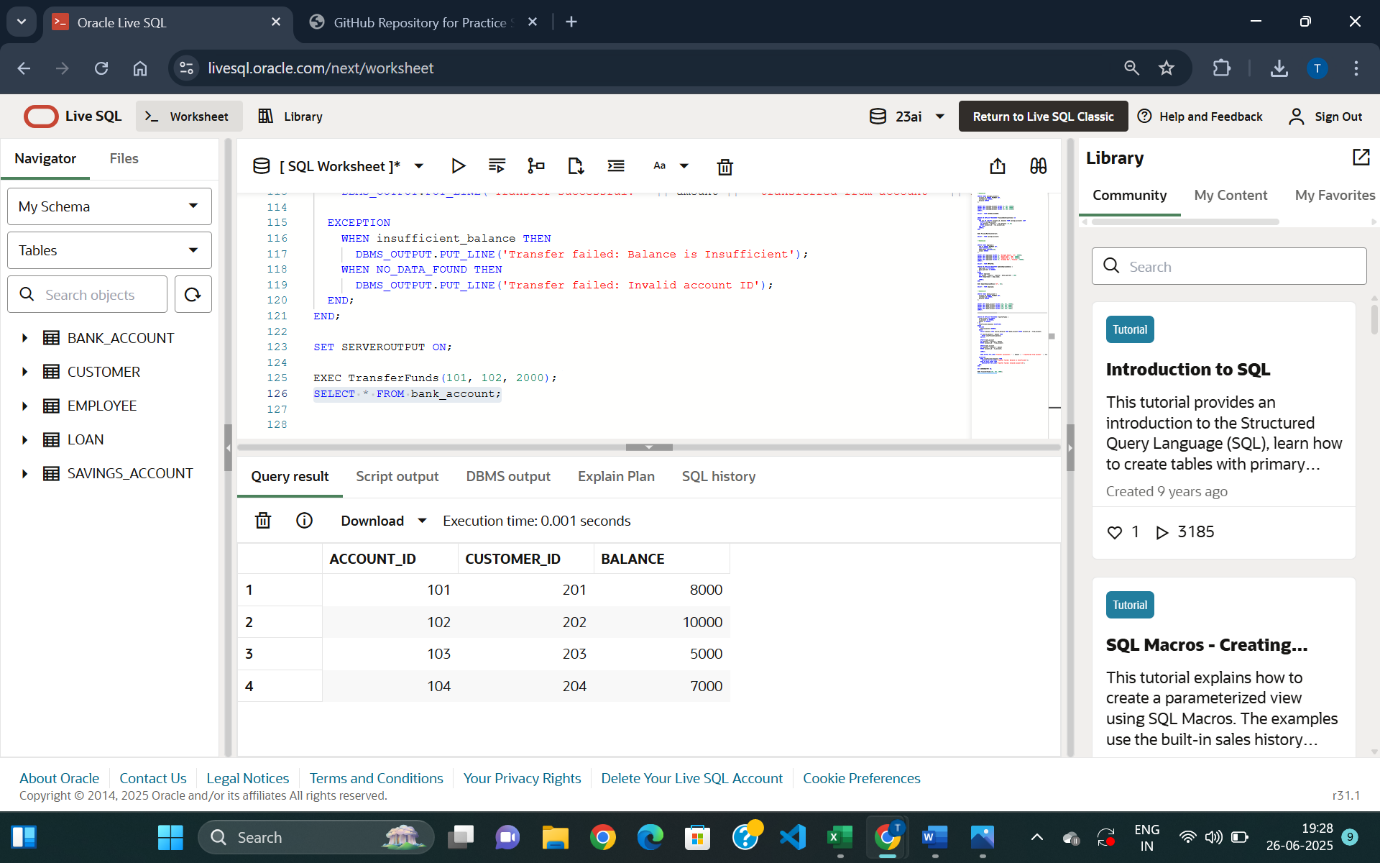 Oracle Live SQL
GitHub Repository for Practice S
livesql.oracle.com/next/worksheet
T
Live SQL
>_ Worksheet
Library
23ai
Return to Live SQL Classic
Help and Feedback
Sign Out
Navigator
Files
My Schema
Tables
Search objects
BANK_ACCOUNT
CUSTOMER
EMPLOYEE
LOAN
SAVINGS_ACCOUNT
[ SQL Worksheet ]*
Aa
114
115 EXCEPTION
116 WHEN insufficient_balance THEN
117 DBMS_OUTPUT.PUT_LINE('Transfer failed: Balance is Insufficient');
118 WHEN NO_DATA_FOUND THEN
119 DBMS_OUTPUT.PUT_LINE('Transfer failed: Invalid account ID');
120 END;
121 END;
122
123 SET SERVEROUTPUT ON;
124
125 EXEC TransferFunds(101, 102, 2000);
126 SELECT * FROM bank_account;
127
128
Query result
Script output
DBMS output
Explain Plan
SQL history
Download
Execution time: 0.001 seconds
ACCOUNT_ID CUSTOMER_ID BALANCE
1 101 201 8000
2 102 202 10000
3 103 203 5000
4 104 204 7000
Library
Community
My Content
My Favorites
Search
Tutorial
Introduction to SQL
This tutorial provides an
introduction to the Structured
Query Language (SQL), learn how
to create tables with primary...
Created 9 years ago
1 3185
Tutorial
SQL Macros - Creating...
This tutorial explains how to
create a parameterized view
using SQL Macros. The examples
use the built-in sales history...
About Oracle
Contact Us
Legal Notices
Terms and Conditions
Your Privacy Rights
Delete Your Live SQL Account
Cookie Preferences
Copyright © 2014, 2025 Oracle and/or its affiliates All rights reserved.
r31.1
Search
T
ENG
IN
19:28
26-06-2025
9